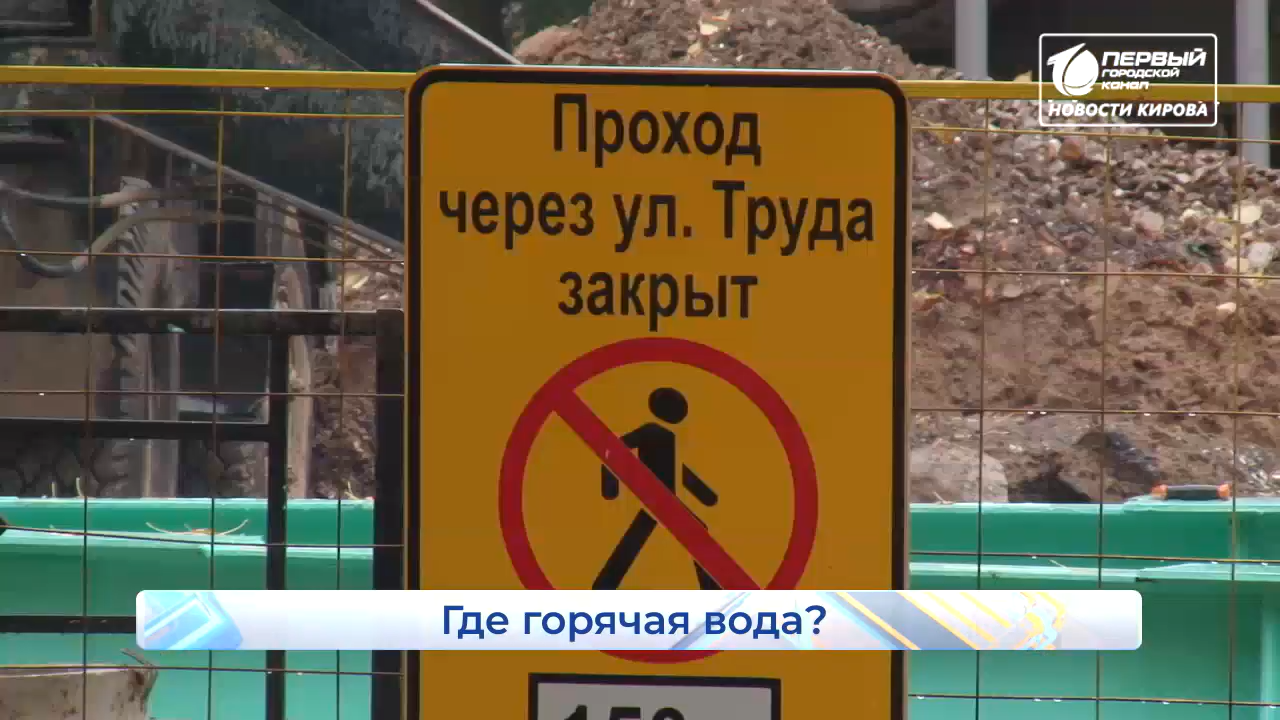 ПЕРВЫЙ
ГОРОДСКОЙ
КАНАЛ
НОВОСТИ КИРОВА
Проход
через ул. Труда
закрыт
Где горячая вода?